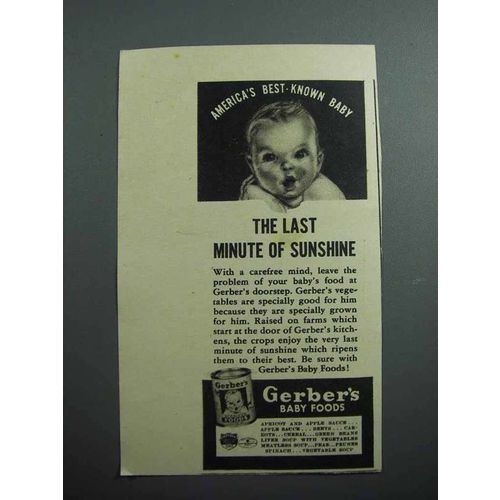 AMERICA'S BEST-KNOWN BABY
THE LAST
MINUTE OF SUNSHINE
With a carefree mind, leave the
problem of your baby's food at
Gerber's doorstep. Gerber's vege-
tables are specially good for him
because they are specially grown
for him. Raised on farms which
start at the door of Gerber's kitch-
ens, the crops enjoy the very last
minute of sunshine which ripens
them to their best. Be sure with
Gerber's Baby Foods!
Gerber's
FOODS
Gerber's
BABY FOODS
APRICOT AND APPLE SAUCE...
APPLE SAUCE...BEETS...CAR-
ROTS...CEREAL...GREEN BEANS
LIVER SOUP WITH VEGETABLES
MEATLESS SOUP...PEAS...PRUNES
SPINACH...VEGETABLE SOUP